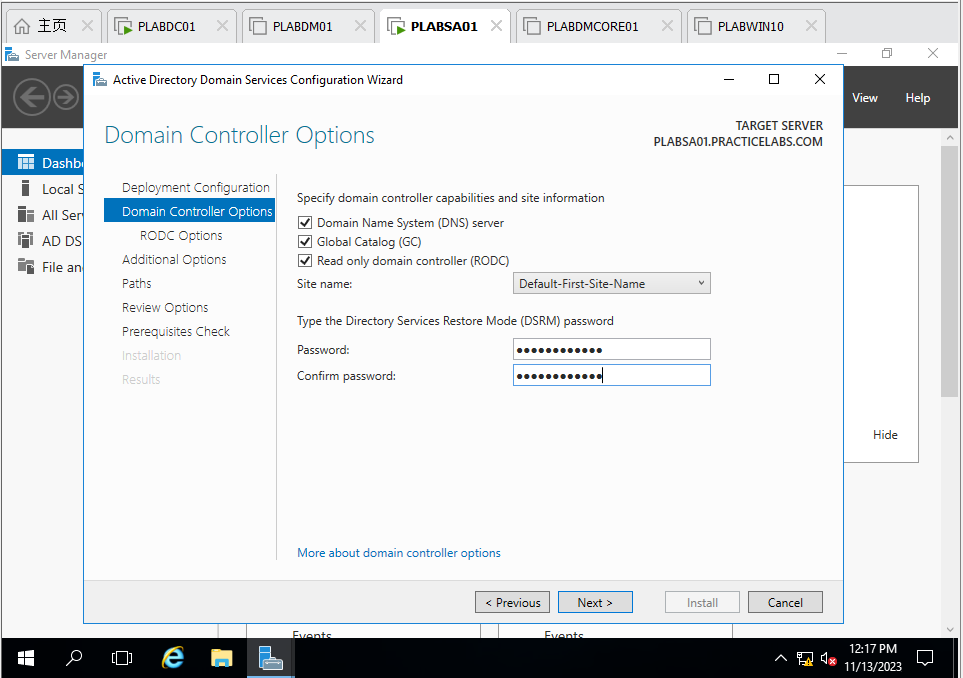 主页 PLABDC01 PLABDM01 PLABSA01 PLABDMCORE01 PLABWIN10
Server Manager
Active Directory Domain Services Configuration Wizard
View Help
Domain Controller Options
TARGET SERVER
PLABSA01.PRACTICELABS.COM
Dashb
Local S
All Ser
AD DS
File an
Deployment Configuration
Domain Controller Options
RODC Options
Additional Options
Paths
Review Options
Prerequisites Check
Installation
Results
Specify domain controller capabilities and site information
Domain Name System (DNS) server
Global Catalog (GC)
Read only domain controller (RODC)
Site name: Default-First-Site-Name
Type the Directory Services Restore Mode (DSRM) password
Password: ●●●●●●●●●●●●
Confirm password: ●●●●●●●●●●●●
Hide
More about domain controller options
< Previous Next > Install Cancel
Events Events
12:17 PM
11/13/2023